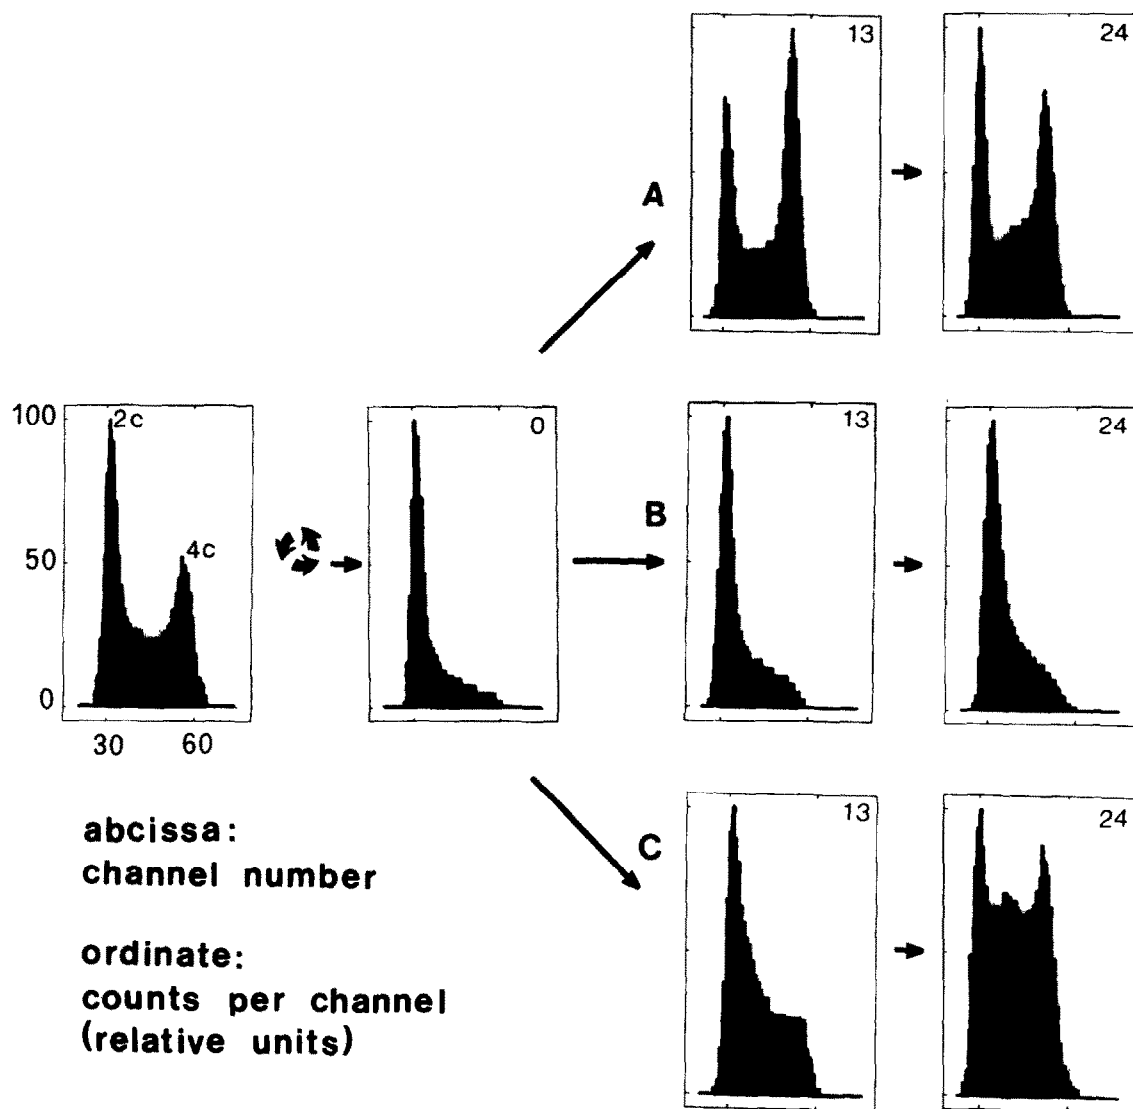 13
24
A
100
2c
4c
50
0
30
60
0
B
13
24
C
13
24
abcissa:
channel number
ordinate:
counts per channel
(relative units)